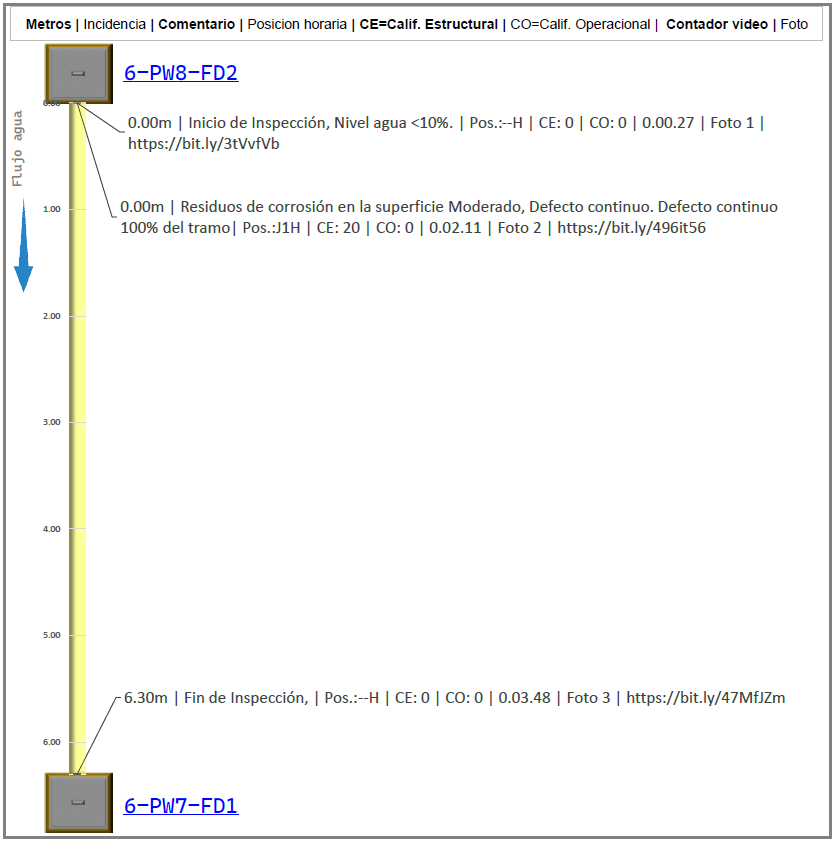 Metros | Incidencia | Comentario | Posicion horaria | CE=Calif. Estructural | CO=Calif. Operacional | Contador video | Foto
6-PW8-FD2
0.00
0.00m | Inicio de Inspección, Nivel agua <10%. | Pos.:--H | CE: 0 | CO: 0 | 0.00.27 | Foto 1 |
https://bit.ly/3tVvfVb
Flujo agua
0.00m | Residuos de corrosión en la superficie Moderado, Defecto continuo. Defecto continuo
1.00
100% del tramo| Pos.:J1H | CE: 20 | CO: 0 | 0.02.11 | Foto 2 | https://bit.ly/496it56
2.00
3.00
4.00
5.00
6.30m | Fin de Inspección, | Pos.:--H | CE: 0 | CO: 0 | 0.03.48 | Foto 3 | https://bit.ly/47MfJZm
6.00
6-PW7-FD1